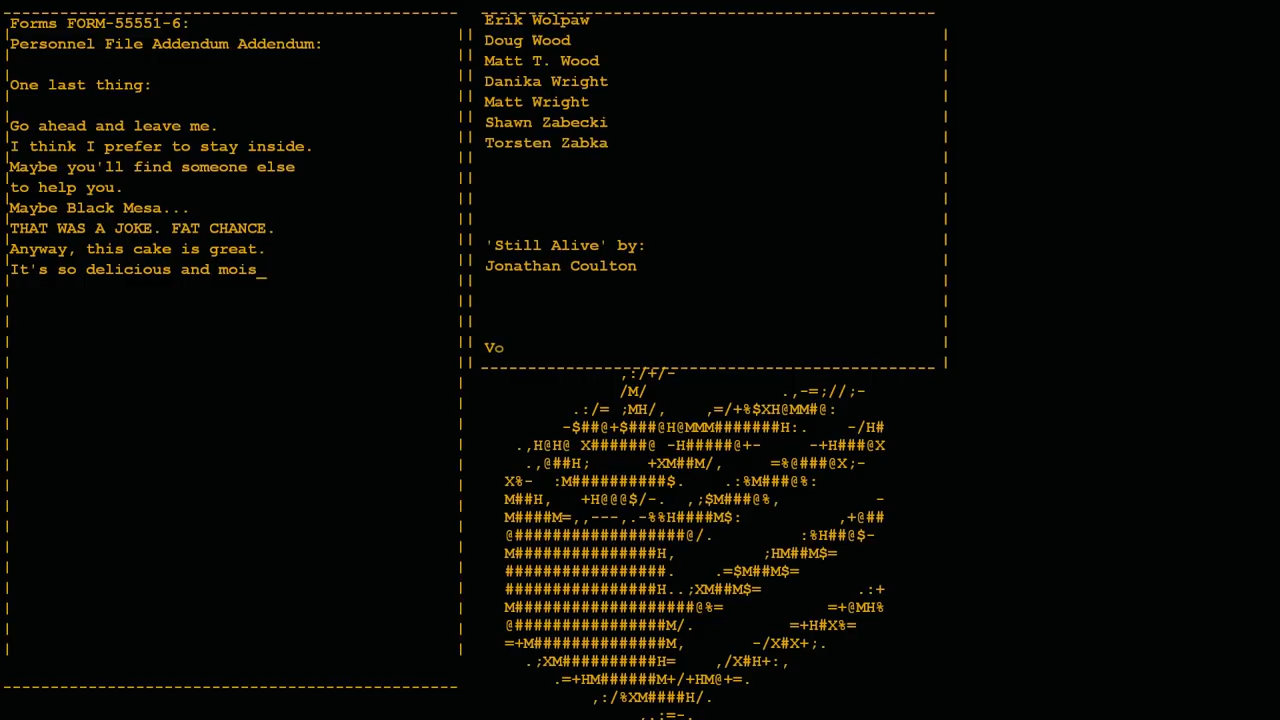 Forms FORM-55551-6:
Personnel File Addendum Addendum:
One last thing:
Go ahead and leave me.
I think I prefer to stay inside.
Maybe you'll find someone else
to help you.
Maybe Black Mesa...
THAT WAS A JOKE. FAT CHANCE.
Anyway, this cake is great.
It's so delicious and mois_
Erik Wolpaw
Doug Wood
Matt T. Wood
Danika Wright
Matt Wright
Shawn Zabecki
Torsten Zabka
'Still Alive' by:
Jonathan Coulton
Vo